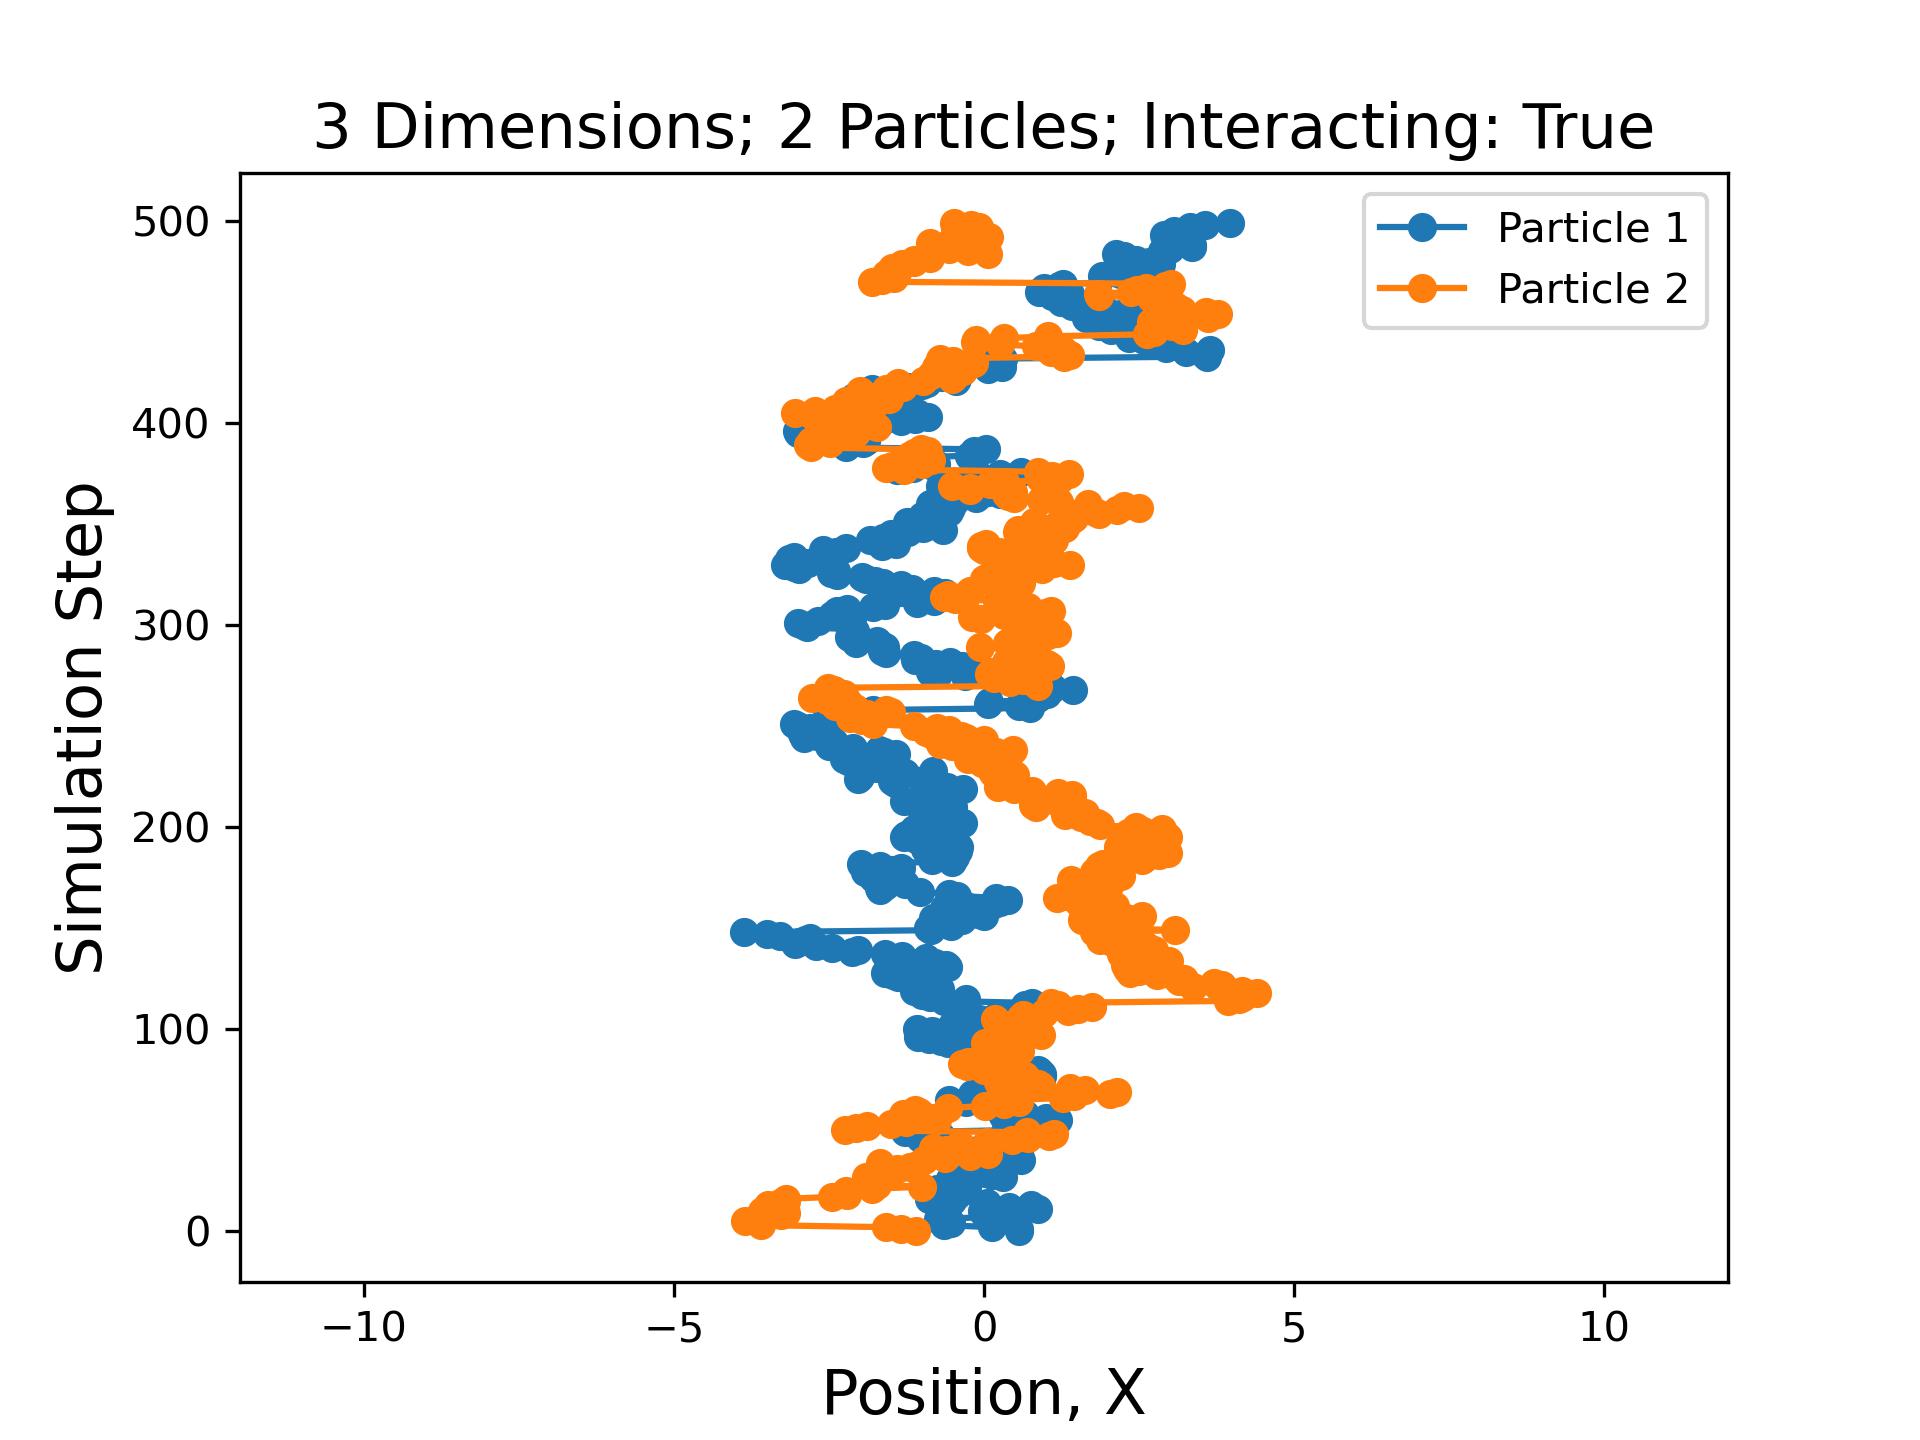 3 Dimensions; 2 Particles; Interacting: True
Particle 1
Particle 2
500
400
300
200
100
0
Simulation Step
−10
−5
0
5
10
Position, X